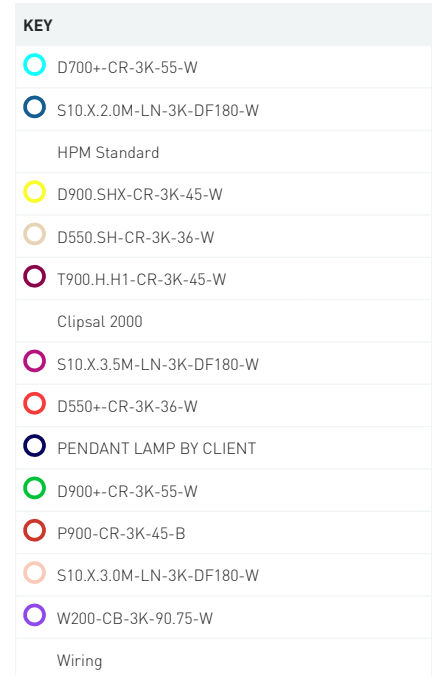 KEY
D700+-CR-3K-55-W
S10.X.2.0M-LN-3K-DF180-W
HPM Standard
D900.SHX-CR-3K-45-W
D550.SH-CR-3K-36-W
T900.H.H1-CR-3K-45-W
Clipsal 2000
S10.X.3.5M-LN-3K-DF180-W
D550+-CR-3K-36-W
PENDANT LAMP BY CLIENT
D900+-CR-3K-55-W
P900-CR-3K-45-B
S10.X.3.0M-LN-3K-DF180-W
W200-CB-3K-90.75-W
Wiring